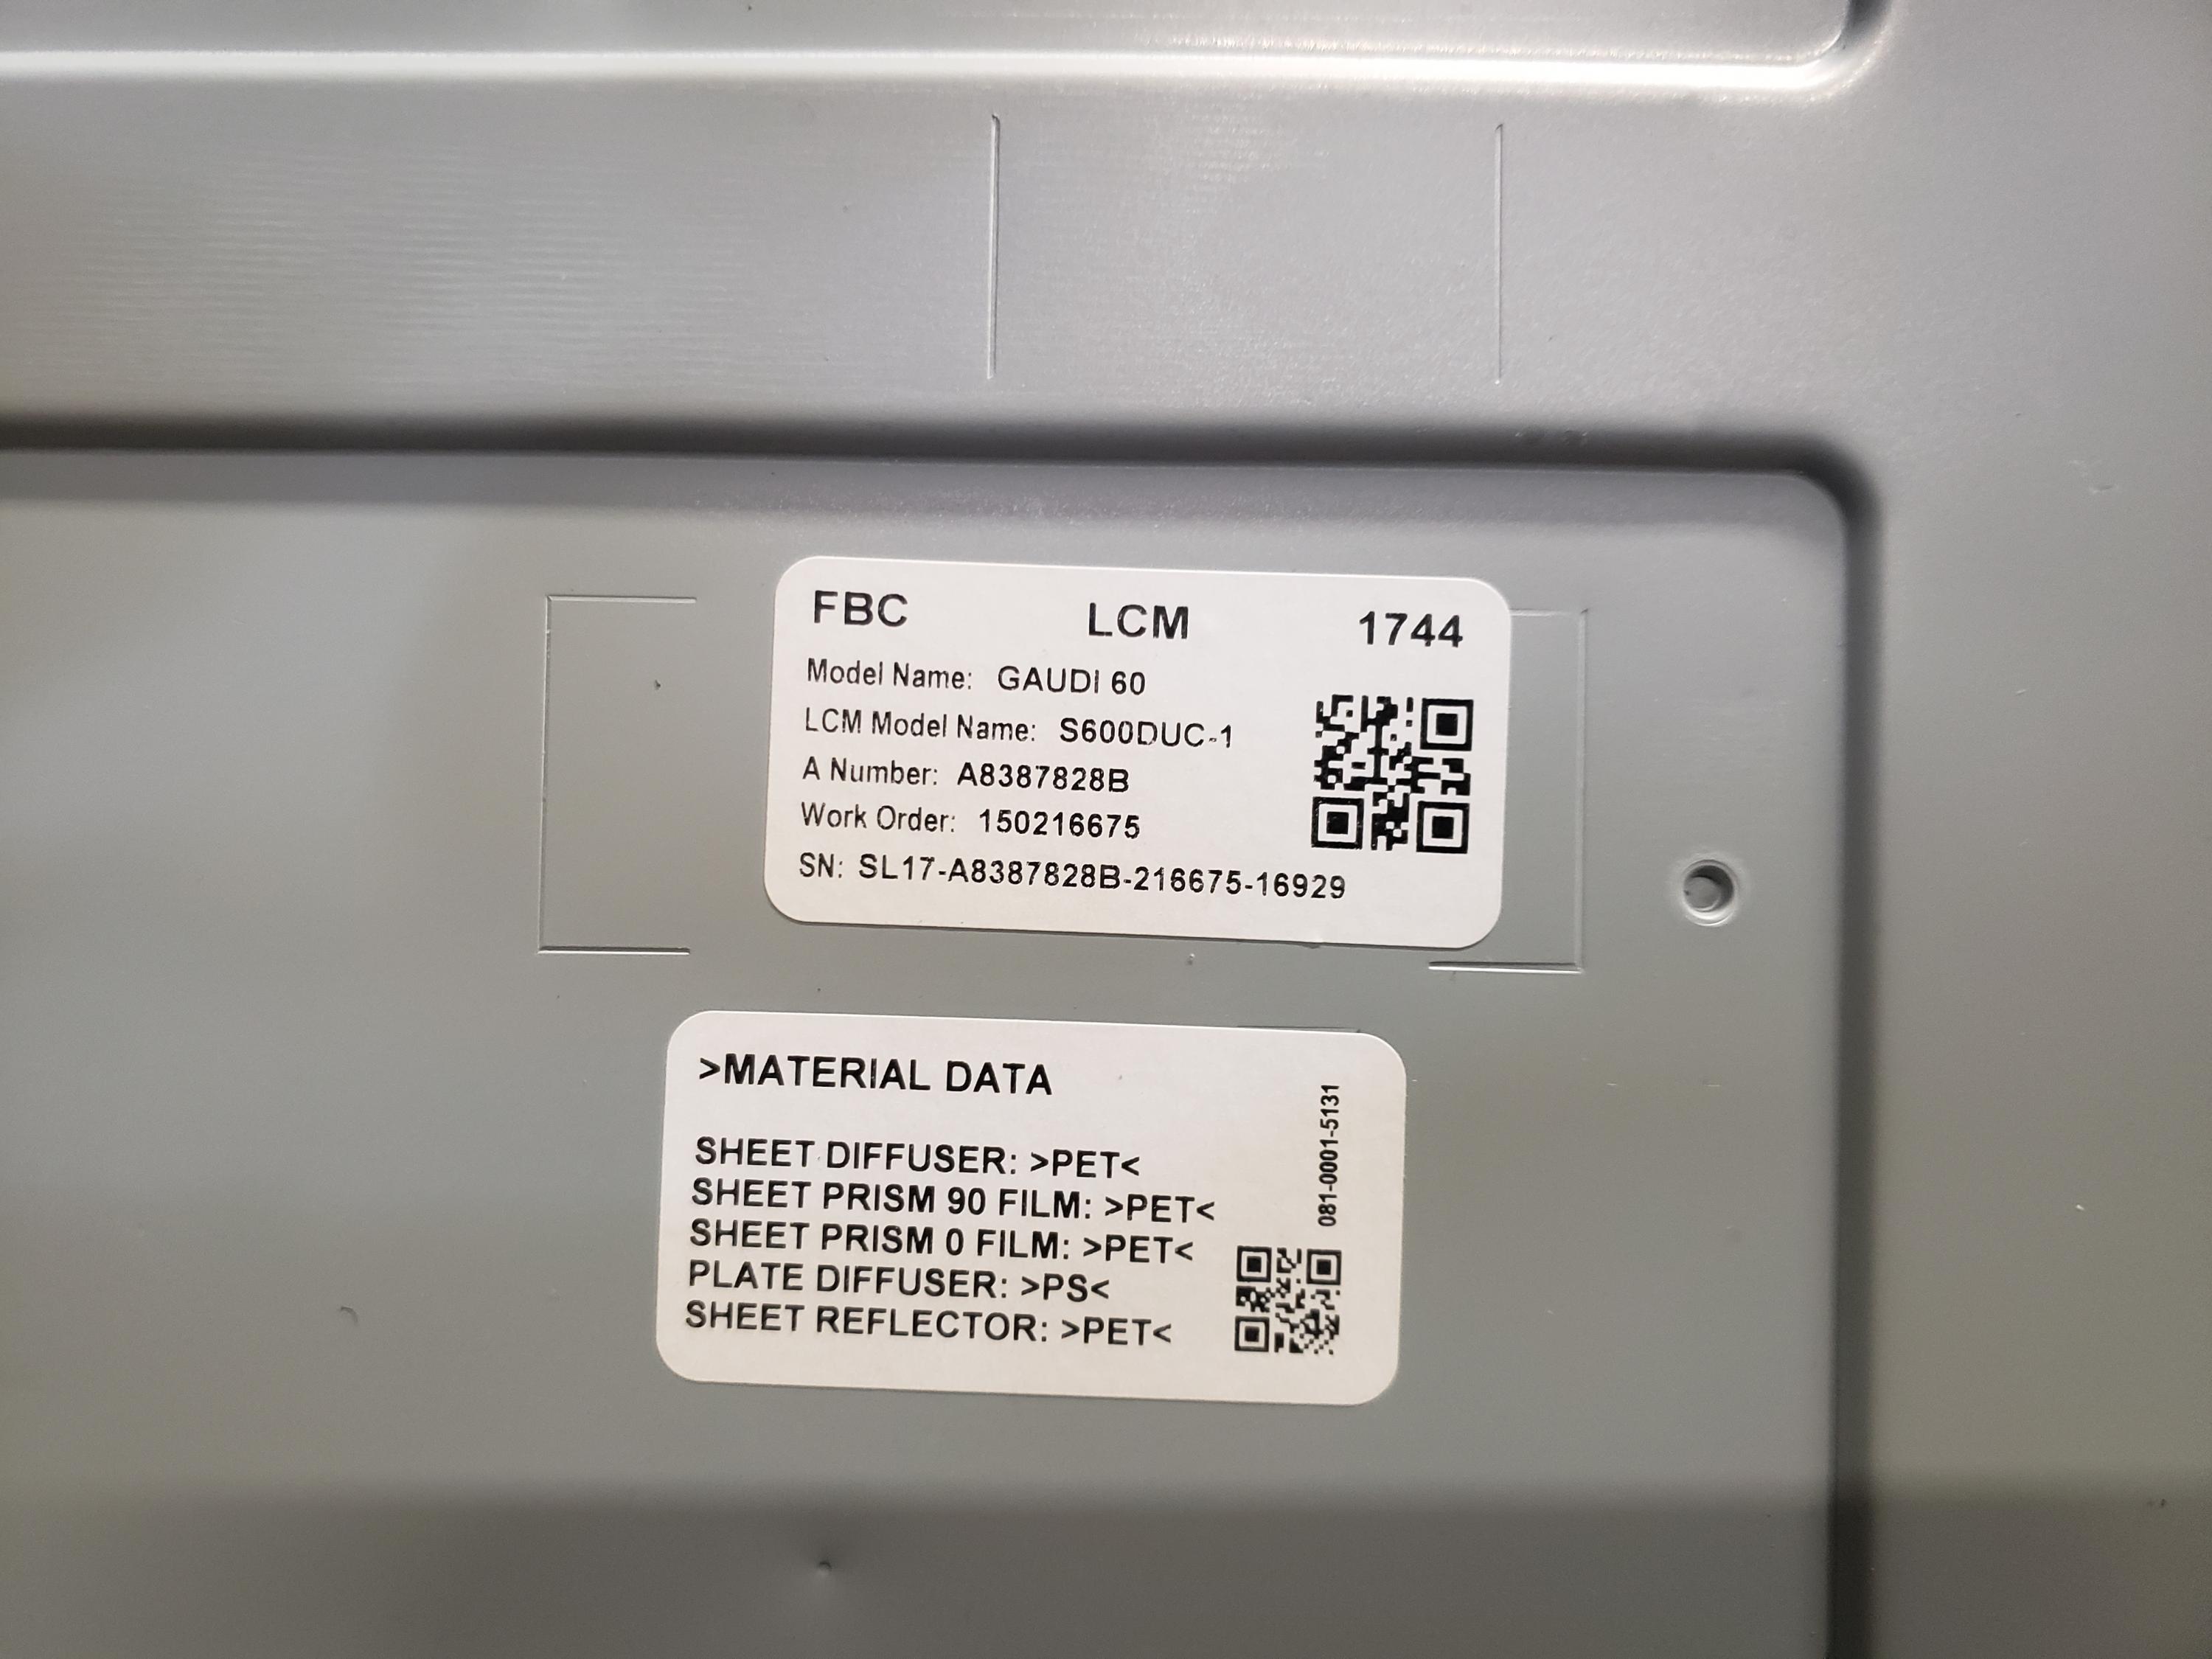 FBC LCM 1744
Model Name: GAUDI 60
LCM Model Name: S600DUC-1
A Number: A8387828B
Work Order: 150216675
SN: SL17-A8387828B-216675-16929
>MATERIAL DATA
SHEET DIFFUSER: >PET<
SHEET PRISM 90 FILM: >PET<
SHEET PRISM 0 FILM: >PET<
PLATE DIFFUSER: >PS<
SHEET REFLECTOR: >PET<
081-0001-5131